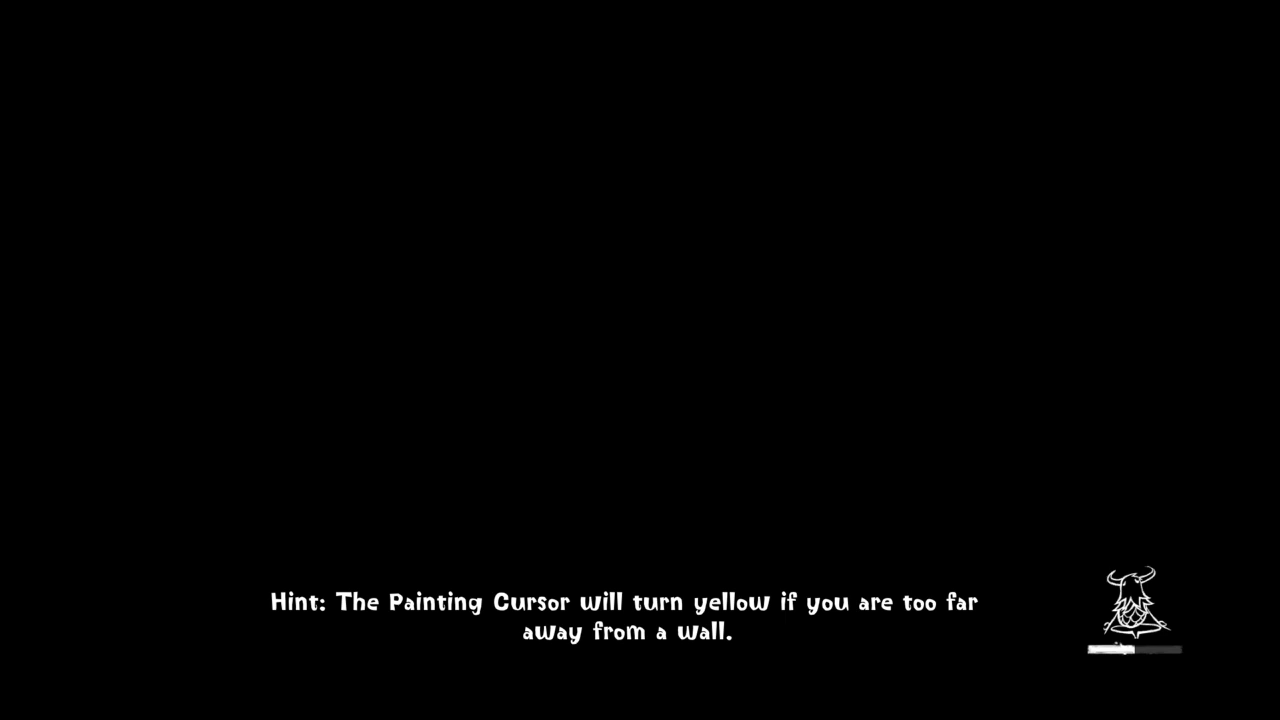 Hint: The Painting Cursor will turn yellow if you are too far
away from a wall.